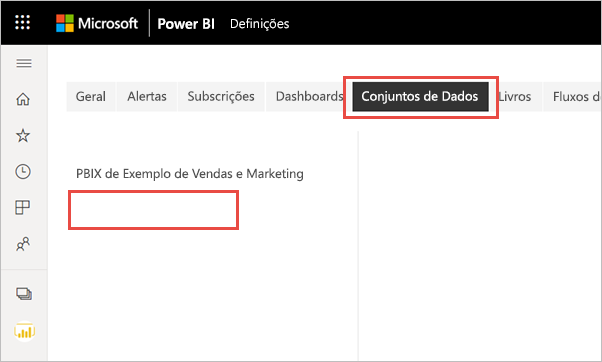 Microsoft Power BI Definições
Geral Alertas Subscrições Dashboards Conjuntos de Dados Livros Fluxos d
PBIX de Exemplo de Vendas e Marketing